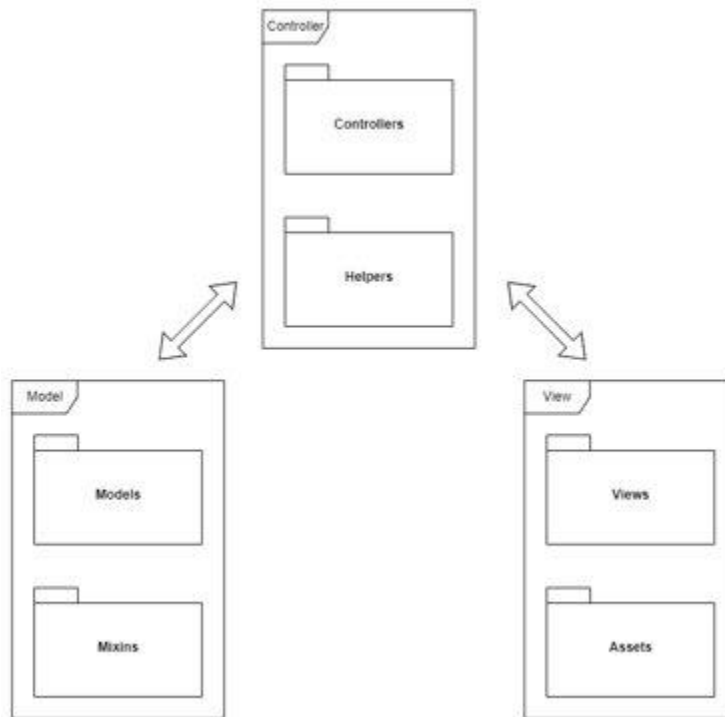 Controller
Controllers
Helpers
Model
Models
Mixins
View
Views
Assets